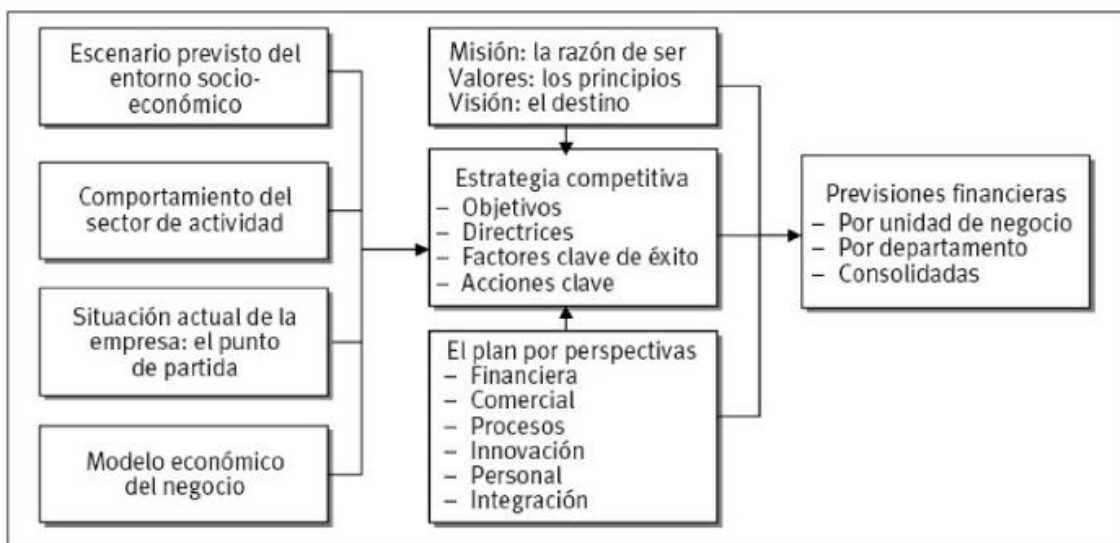 Escenario previsto del
entorno socio-
económico
Comportamiento del
sector de actividad
Situación actual de la
empresa: el punto
de partida
Modelo económico
del negocio
Misión: la razón de ser
Valores: los principios
Visión: el destino
Estrategia competitiva
– Objetivos
– Directrices
– Factores clave de éxito
– Acciones clave
El plan por perspectivas
– Financiera
– Comercial
– Procesos
– Innovación
– Personal
– Integración
Previsiones financieras
– Por unidad de negocio
– Por departamento
– Consolidadas